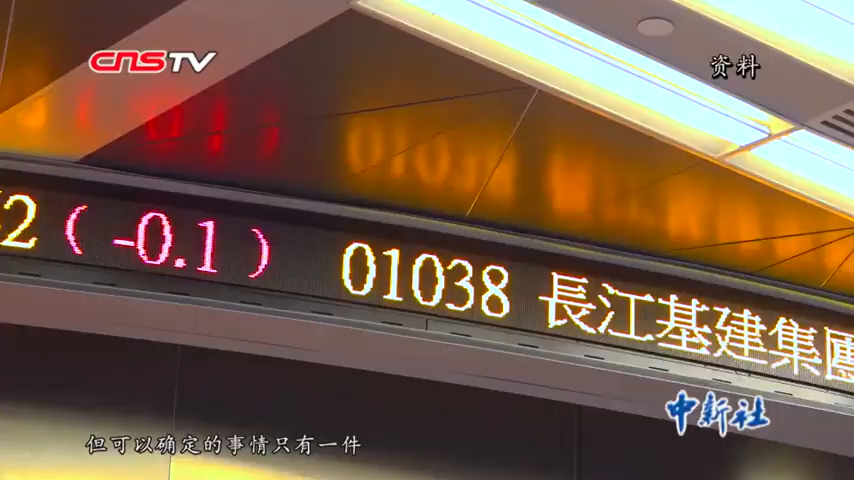 CNSTV
资料
2 (-0.1) 01038 長江基建集團
中新社
但可以确定的事情只有一件